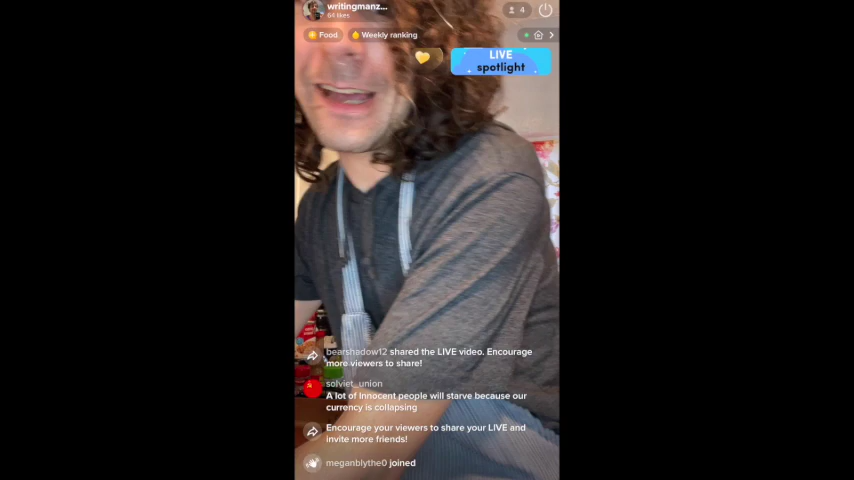 writingmanz...
64 likes
4
Food
Weekly ranking
LIVE
spotlight
bearshadow12 shared the LIVE video. Encourage
more viewers to share!
solviet_union
A lot of Innocent people will starve because our
currency is collapsing
Encourage your viewers to share your LIVE and
invite more friends!
meganblythe0 joined